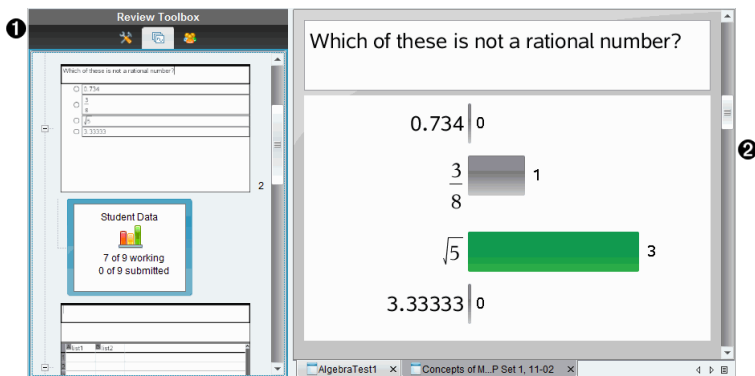 ❶
Review Toolbox
Which of these is not a rational number?
0.734
3
8
√5
3.33333
2
Student Data
7 of 9 working
0 of 9 submitted
list1 list2
Which of these is not a rational number?
0.734 0
3
8
1
√5 3
3.33333 0
❷
AlgebraTest1 × Concepts of M...P Set 1, 11-02 ×